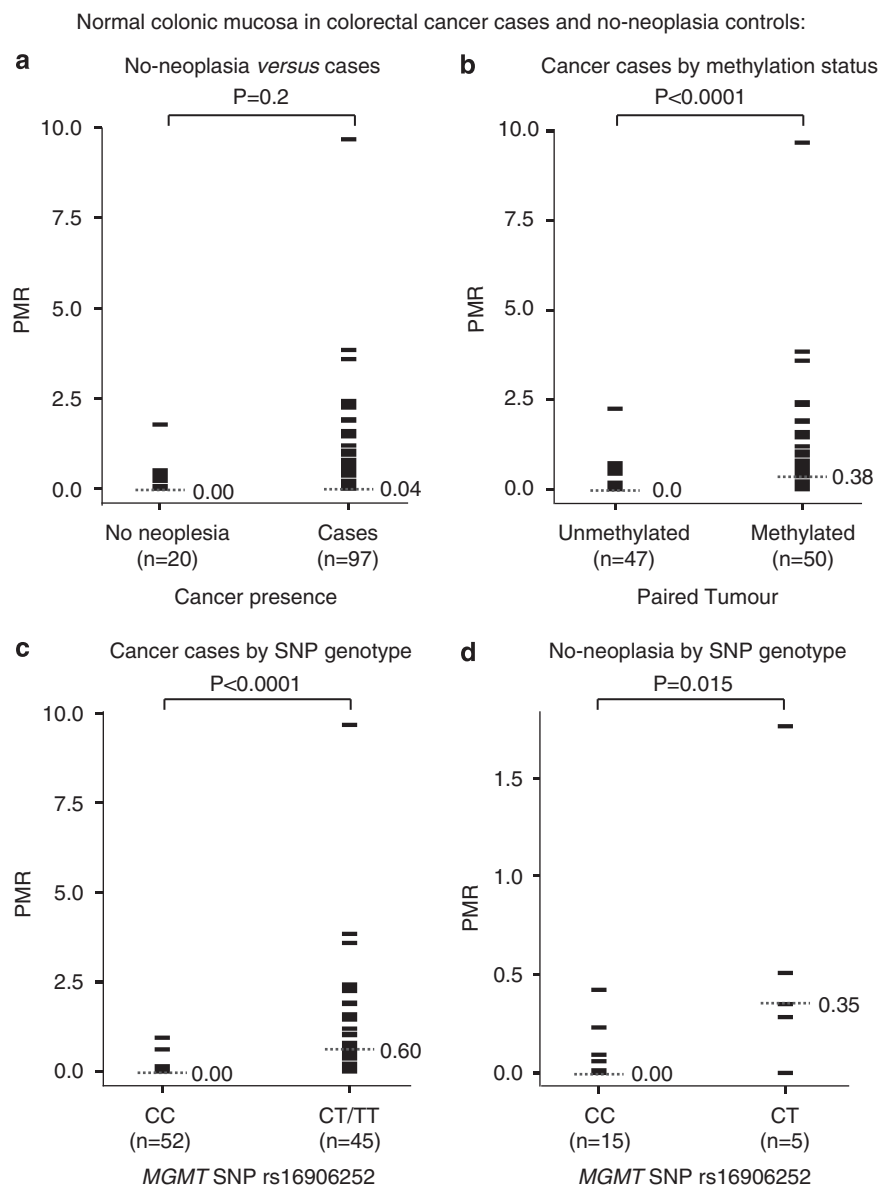 Normal colonic mucosa in colorectal cancer cases and no-neoplasia controls:
a
No-neoplasia versus cases
P=0.2
10.0
7.5
5.0
2.5
0.0
PMR
0.00
0.04
No neoplesia
(n=20)
Cases
(n=97)
Cancer presence
b
Cancer cases by methylation status
P<0.0001
10.0
7.5
5.0
2.5
0.0
PMR
0.0
0.38
Unmethylated
(n=47)
Methylated
(n=50)
Paired Tumour
c
Cancer cases by SNP genotype
P<0.0001
10.0
7.5
5.0
2.5
0.0
PMR
0.00
0.60
CC
(n=52)
CT/TT
(n=45)
MGMT SNP rs16906252
d
No-neoplasia by SNP genotype
P=0.015
1.5
1.0
0.5
0.0
PMR
0.00
0.35
CC
(n=15)
CT
(n=5)
MGMT SNP rs16906252